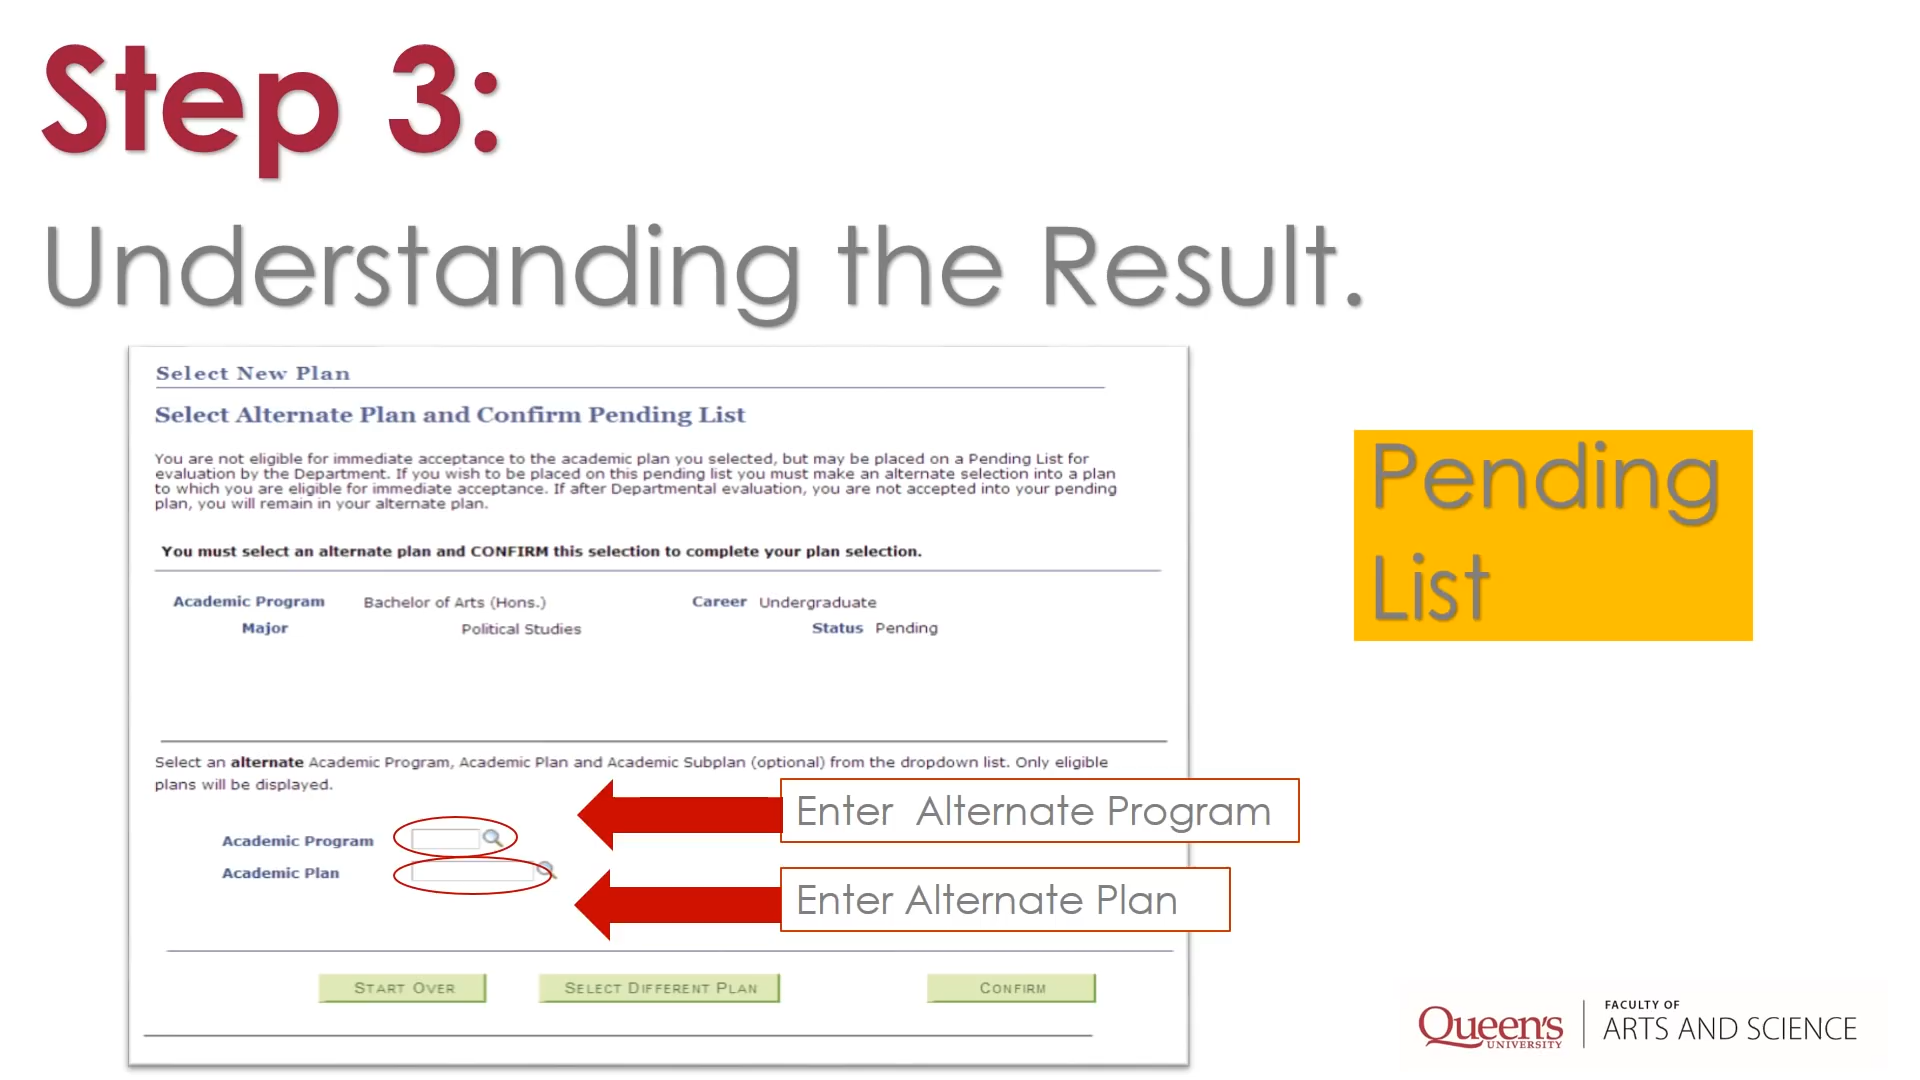 Step 3:
Understanding the Result.
Select New Plan
Select Alternate Plan and Confirm Pending List
You are not eligible for immediate acceptance to the academic plan you selected, but may be placed on a Pending List for
evaluation by the Department. If you wish to be placed on this pending list you must make an alternate selection into a plan
to which you are eligible for immediate acceptance. If after Departmental evaluation, you are not accepted into your pending
plan, you will remain in your alternate plan.
You must select an alternate plan and CONFIRM this selection to complete your plan selection.
Academic Program Bachelor of Arts (Hons.) Career Undergraduate
Major Political Studies Status Pending
Pending
List
Select an alternate Academic Program, Academic Plan and Academic Subplan (optional) from the dropdown list. Only eligible
plans will be displayed.
Enter Alternate Program
Academic Program
Academic Plan
Enter Alternate Plan
START OVER SELECT DIFFERENT PLAN CONFIRM
Queen's
UNIVERSITY
FACULTY OF
ARTS AND SCIENCE